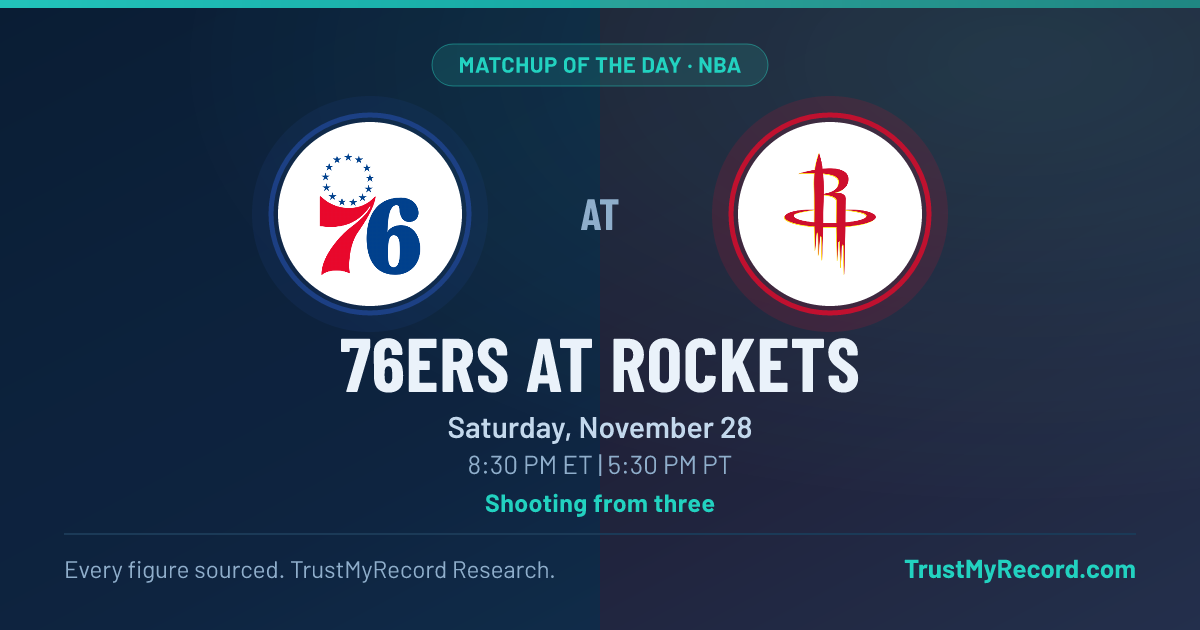 MATCHUP OF THE DAY · NBA
76
R
AT
76ERS AT ROCKETS
Saturday, November 28
8:30 PM ET | 5:30 PM PT
Shooting from three
Every figure sourced. TrustMyRecord Research.
TrustMyRecord.com